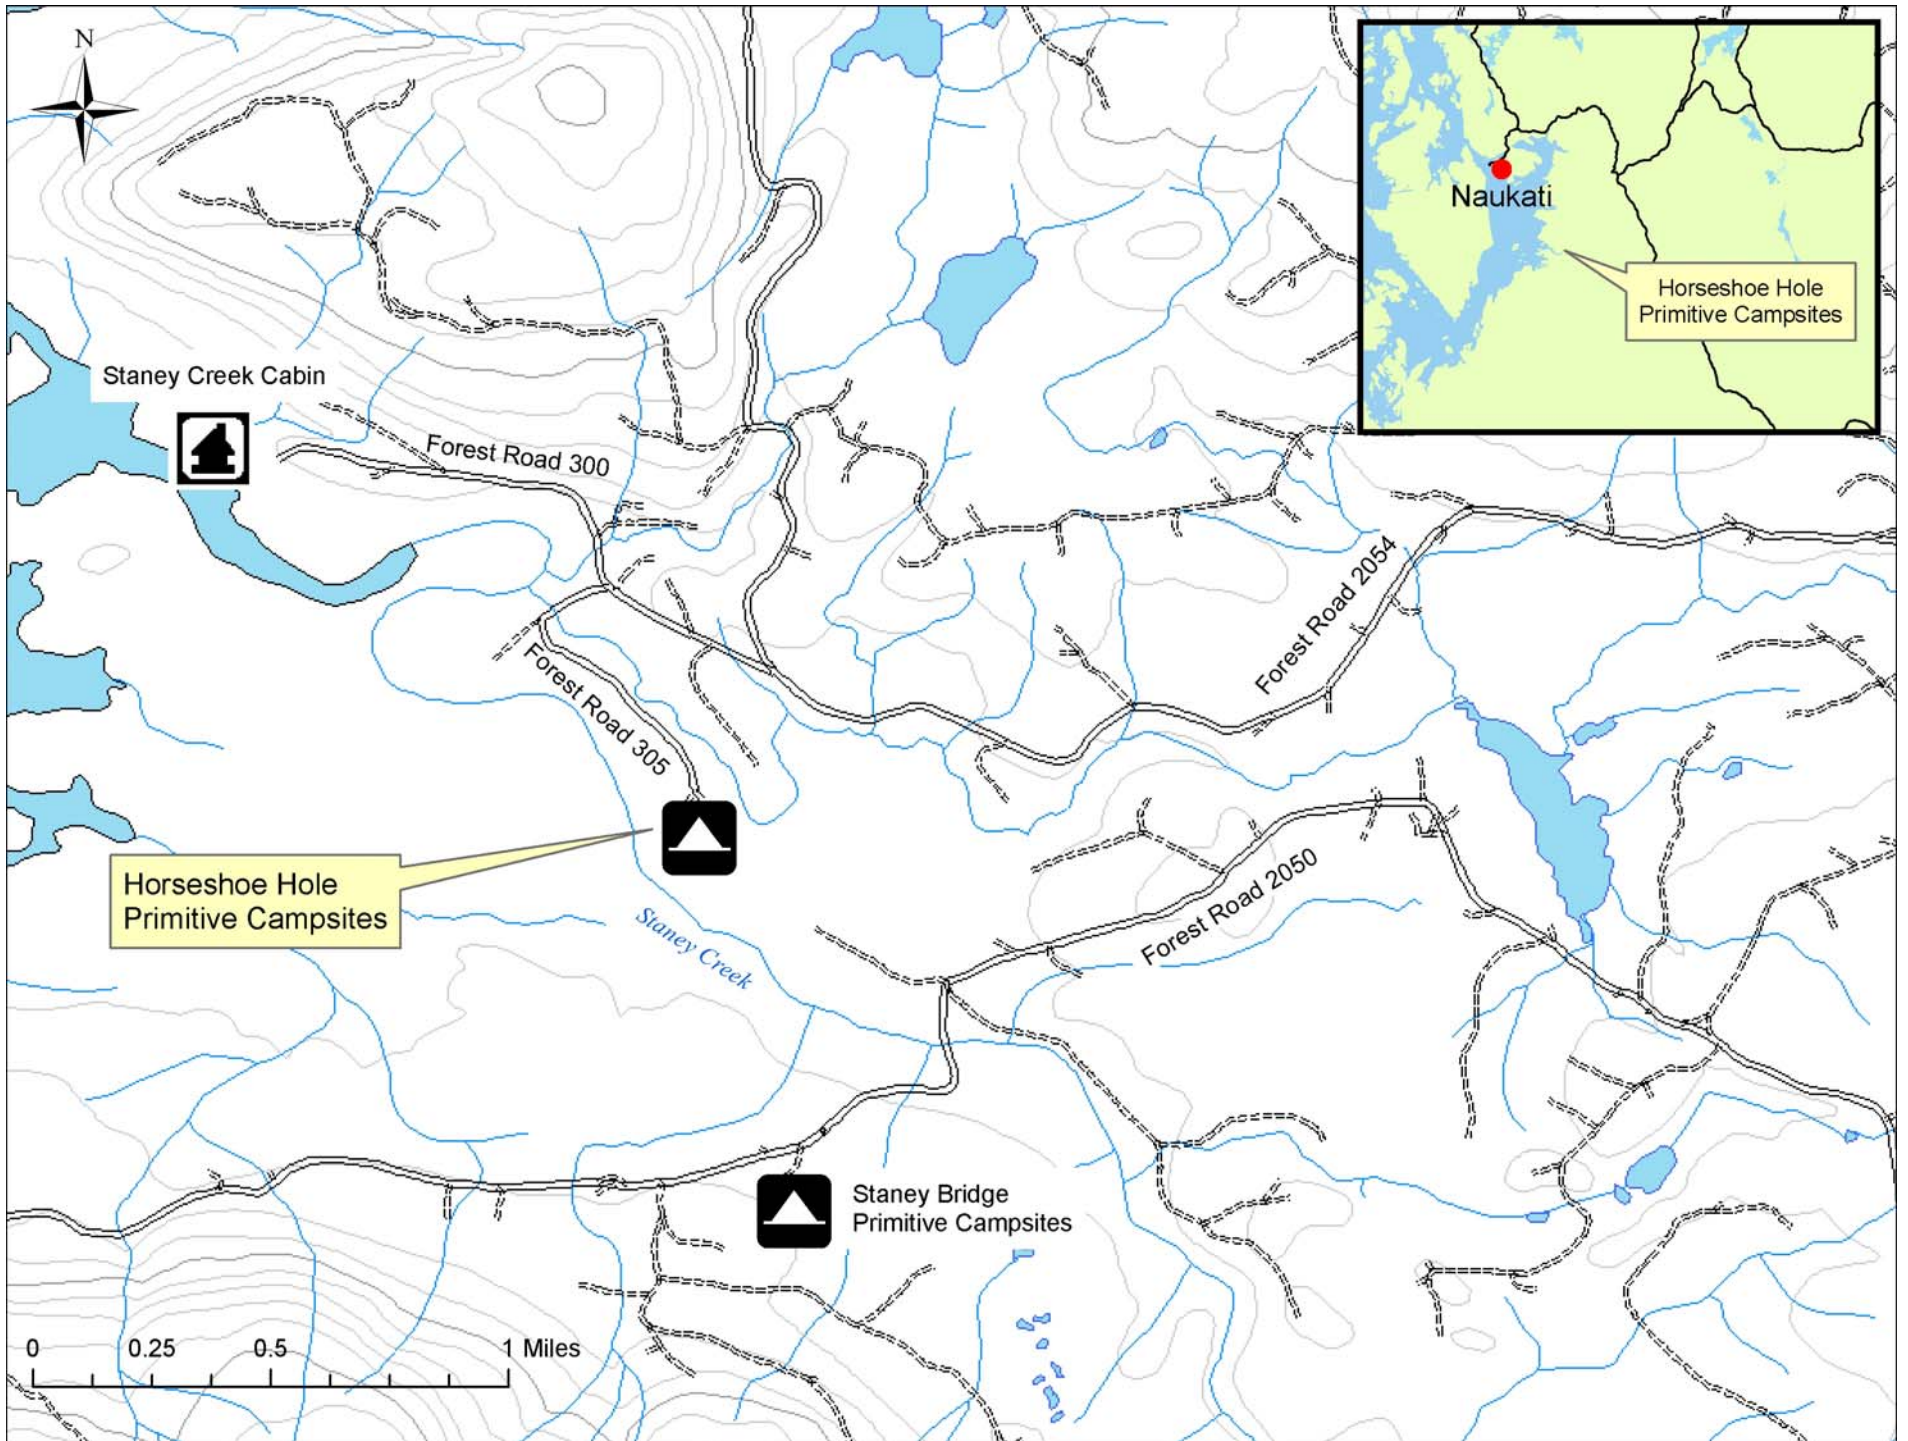 N
Naukati
Horseshoe Hole
Primitive Campsites
Staney Creek Cabin
Forest Road 300
Forest Road 2054
Forest Road 305
Horseshoe Hole
Primitive Campsites
Forest Road 2050
Staney Creek
Staney Bridge
Primitive Campsites
0 0.25 0.5 1 Miles